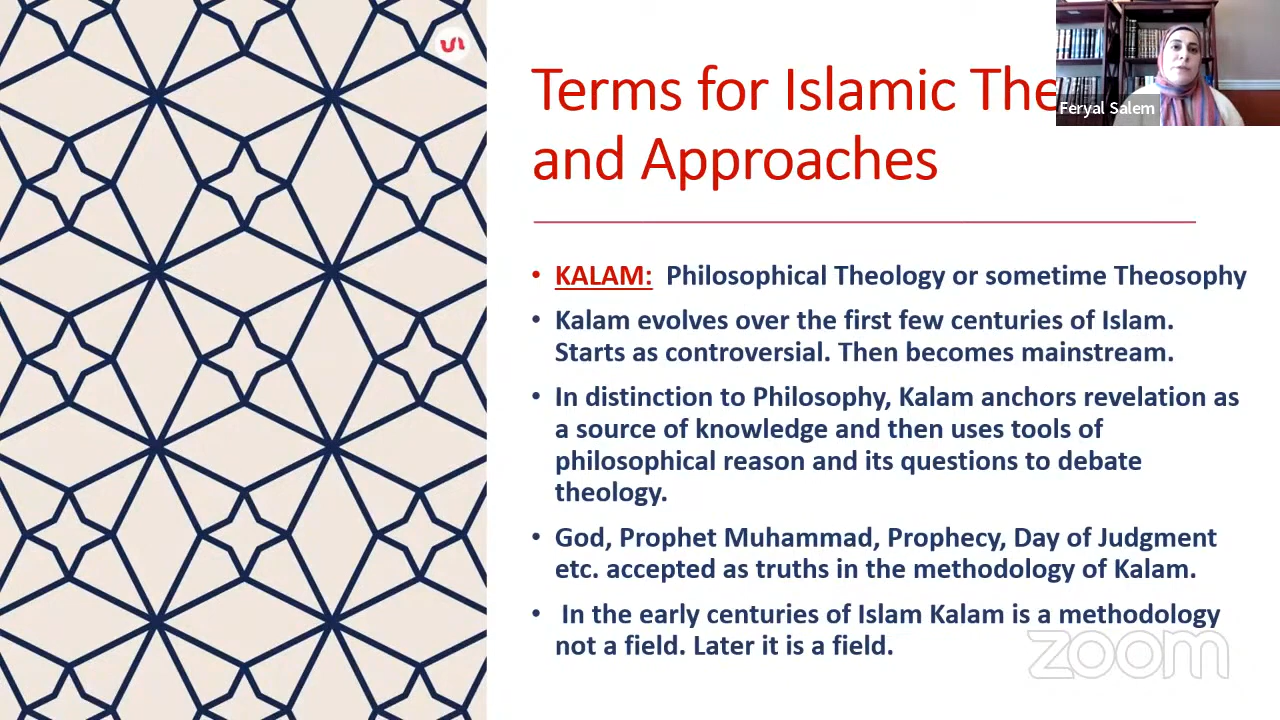 Terms for Islamic The
and Approaches
Feryal Salem
• KALAM: Philosophical Theology or sometime Theosophy
• Kalam evolves over the first few centuries of Islam.
Starts as controversial. Then becomes mainstream.
• In distinction to Philosophy, Kalam anchors revelation as
a source of knowledge and then uses tools of
philosophical reason and its questions to debate
theology.
• God, Prophet Muhammad, Prophecy, Day of Judgment
etc. accepted as truths in the methodology of Kalam.
• In the early centuries of Islam Kalam is a methodology
not a field. Later it is a field.
zoom